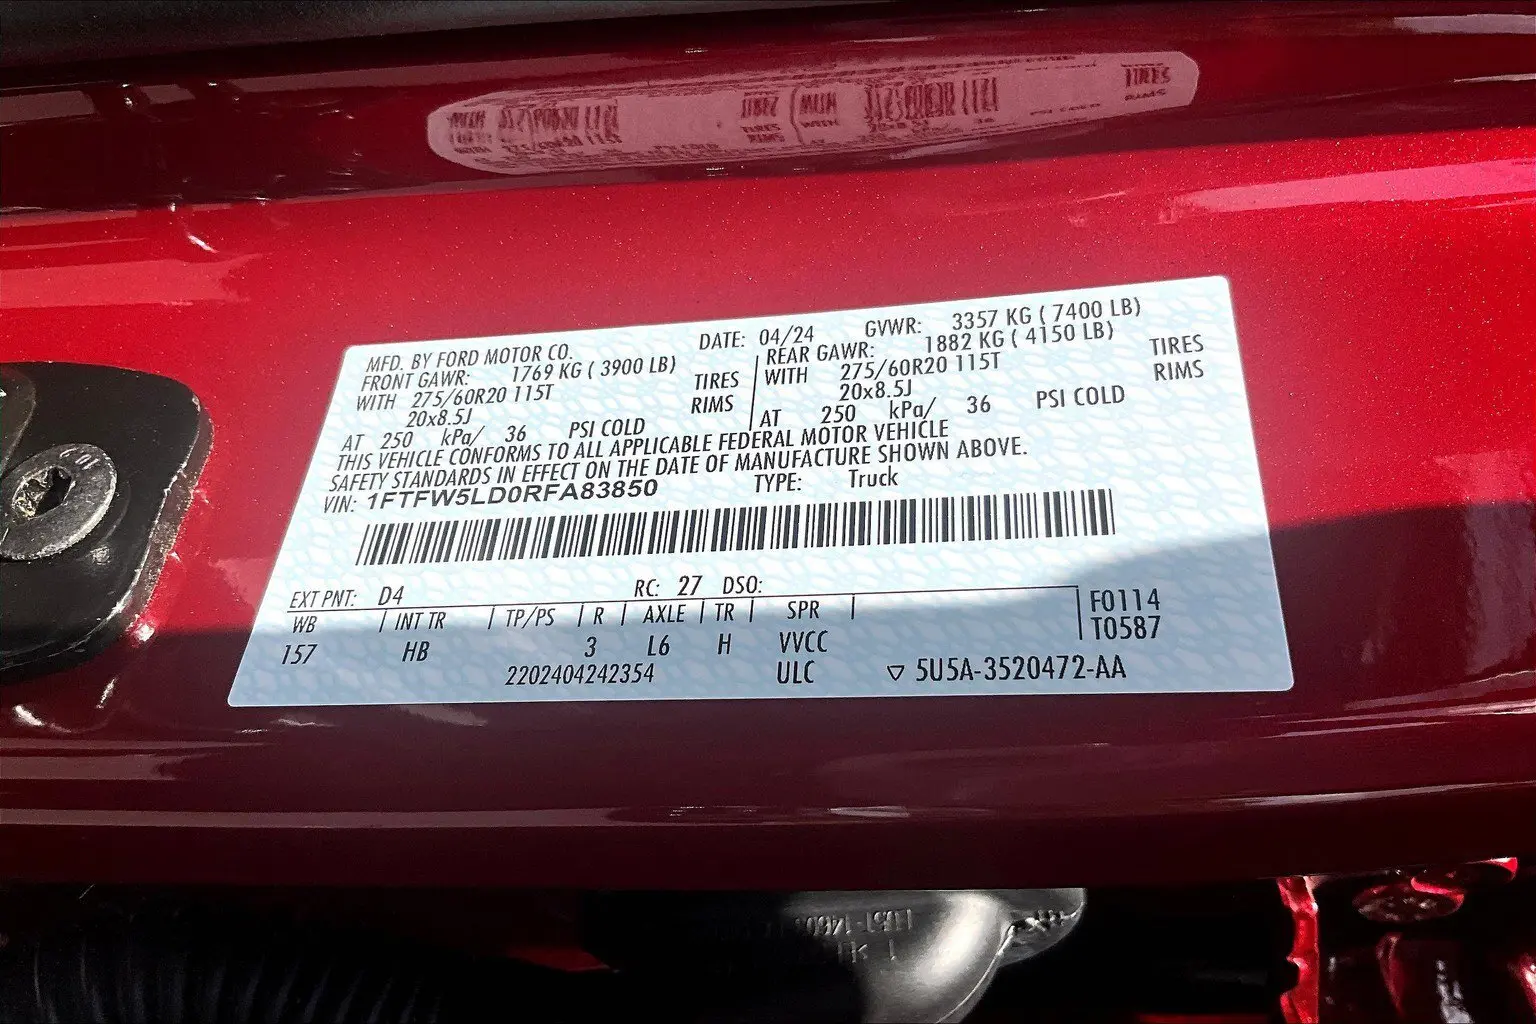 MFD. BY FORD MOTOR CO. DATE: 04/24 GVWR: 3357 KG ( 7400 LB)
FRONT GAWR: 1769 KG ( 3900 LB) REAR GAWR: 1882 KG ( 4150 LB)
WITH 275/60R20 115T TIRES WITH 275/60R20 115T TIRES
20x8.5J RIMS 20x8.5J RIMS
AT 250 kPa/ 36 PSI COLD AT 250 kPa/ 36 PSI COLD
THIS VEHICLE CONFORMS TO ALL APPLICABLE FEDERAL MOTOR VEHICLE
SAFETY STANDARDS IN EFFECT ON THE DATE OF MANUFACTURE SHOWN ABOVE.
VIN: 1FTFW5LD0RFA83850 TYPE: Truck
EXT PNT: D4 RC: 27 DSO:
WB INT TR TP/PS R AXLE TR SPR F0114
157 HB 3 L6 H VVCC T0587
2202404242354 ULC ▽ 5U5A-3520472-AA